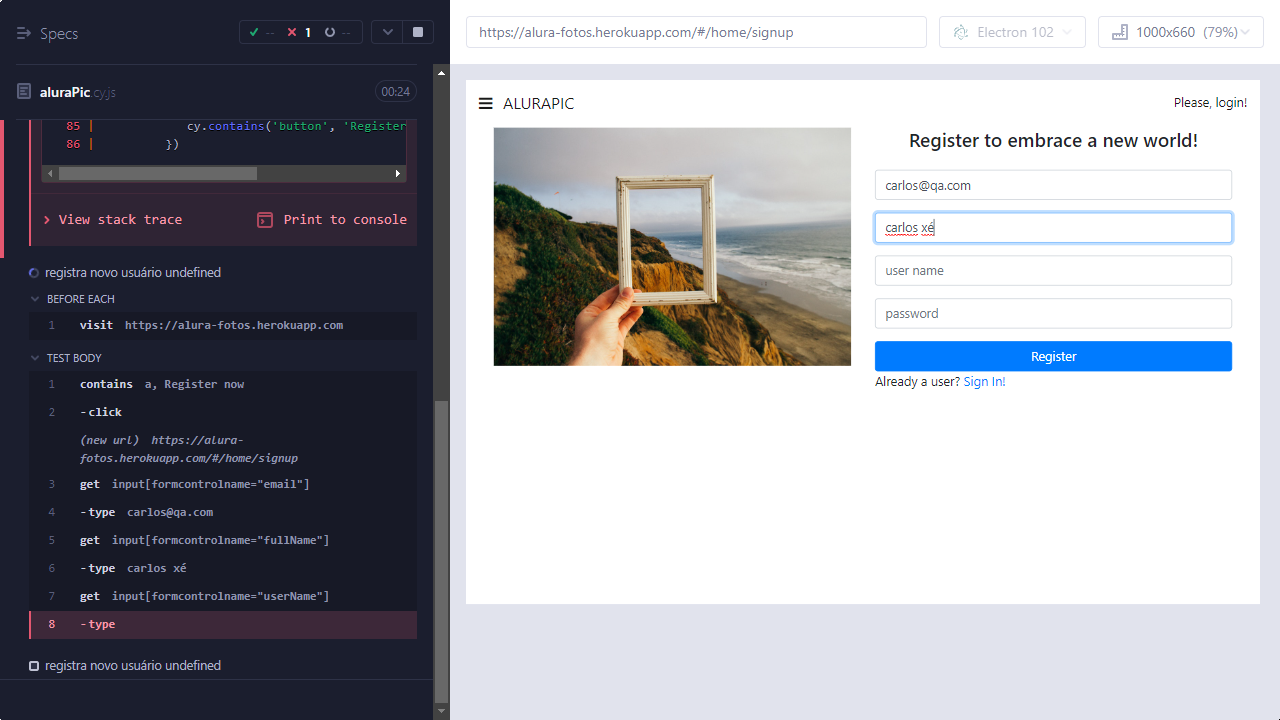 Specs
-- 1 --
aluraPic.cy.js
00:24
85 | cy.contains('button', 'Register
86 | })
View stack trace
Print to console
registra novo usuário undefined
BEFORE EACH
1 visit https://alura-fotos.herokuapp.com
TEST BODY
1 contains a, Register now
2 -click
(new url) https://alura-
fotos.herokuapp.com/#/home/signup
3 get input[formcontrolname="email"]
4 -type carlos@qa.com
5 get input[formcontrolname="fullName"]
6 -type carlos xé
7 get input[formcontrolname="userName"]
8 -type
registra novo usuário undefined
https://alura-fotos.herokuapp.com/#/home/signup
Electron 102
1000x660 (79%)
ALURAPIC
Please, login!
Register to embrace a new world!
carlos@qa.com
carlos xé
user name
password
Register
Already a user? Sign In!